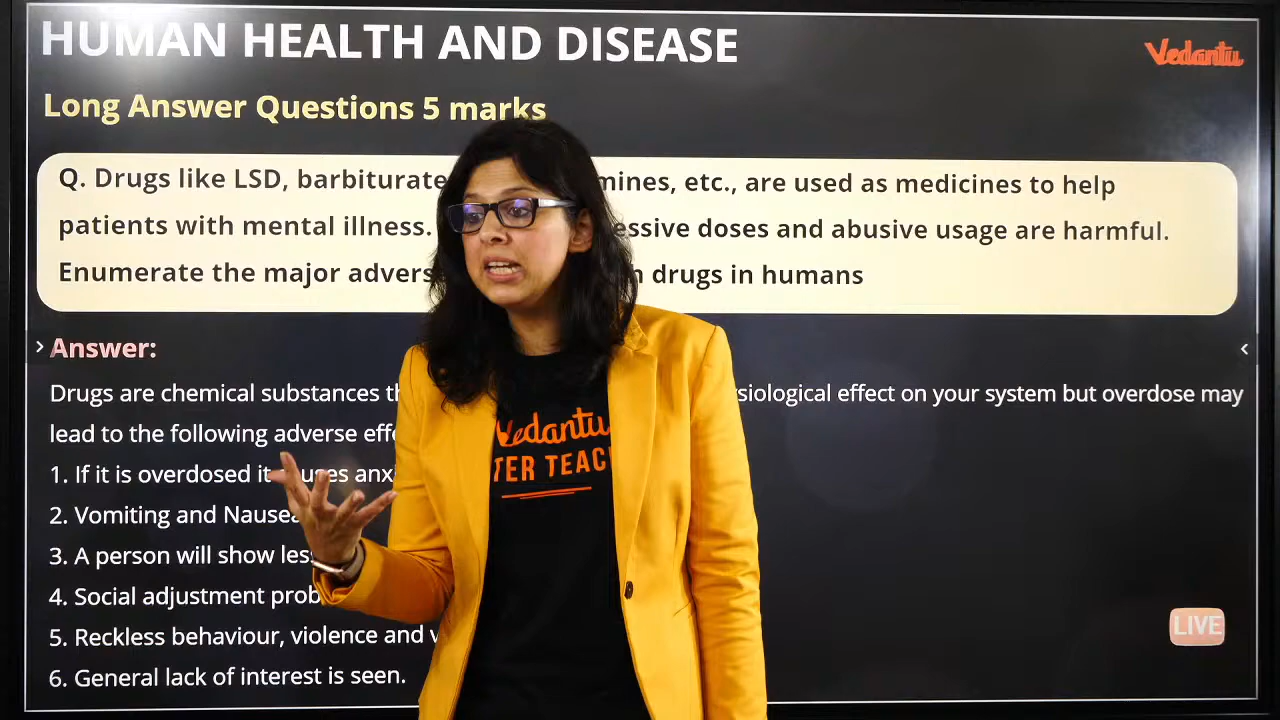 HUMAN HEALTH AND DISEASE
Vedantu
Long Answer Questions 5 marks
Q. Drugs like LSD, barbiturate mines, etc., are used as medicines to help
patients with mental illness. essive doses and abusive usage are harmful.
Enumerate the major advers drugs in humans
Answer:
Drugs are chemical substances siological effect on your system but overdose may
lead to the following adverse effe
1. If it is overdosed it causes anx
2. Vomiting and Nausea
3. A person will show les
4. Social adjustment prob
5. Reckless behaviour, violence and v
6. General lack of interest is seen.
Vedantu
TER TEAC
LIVE